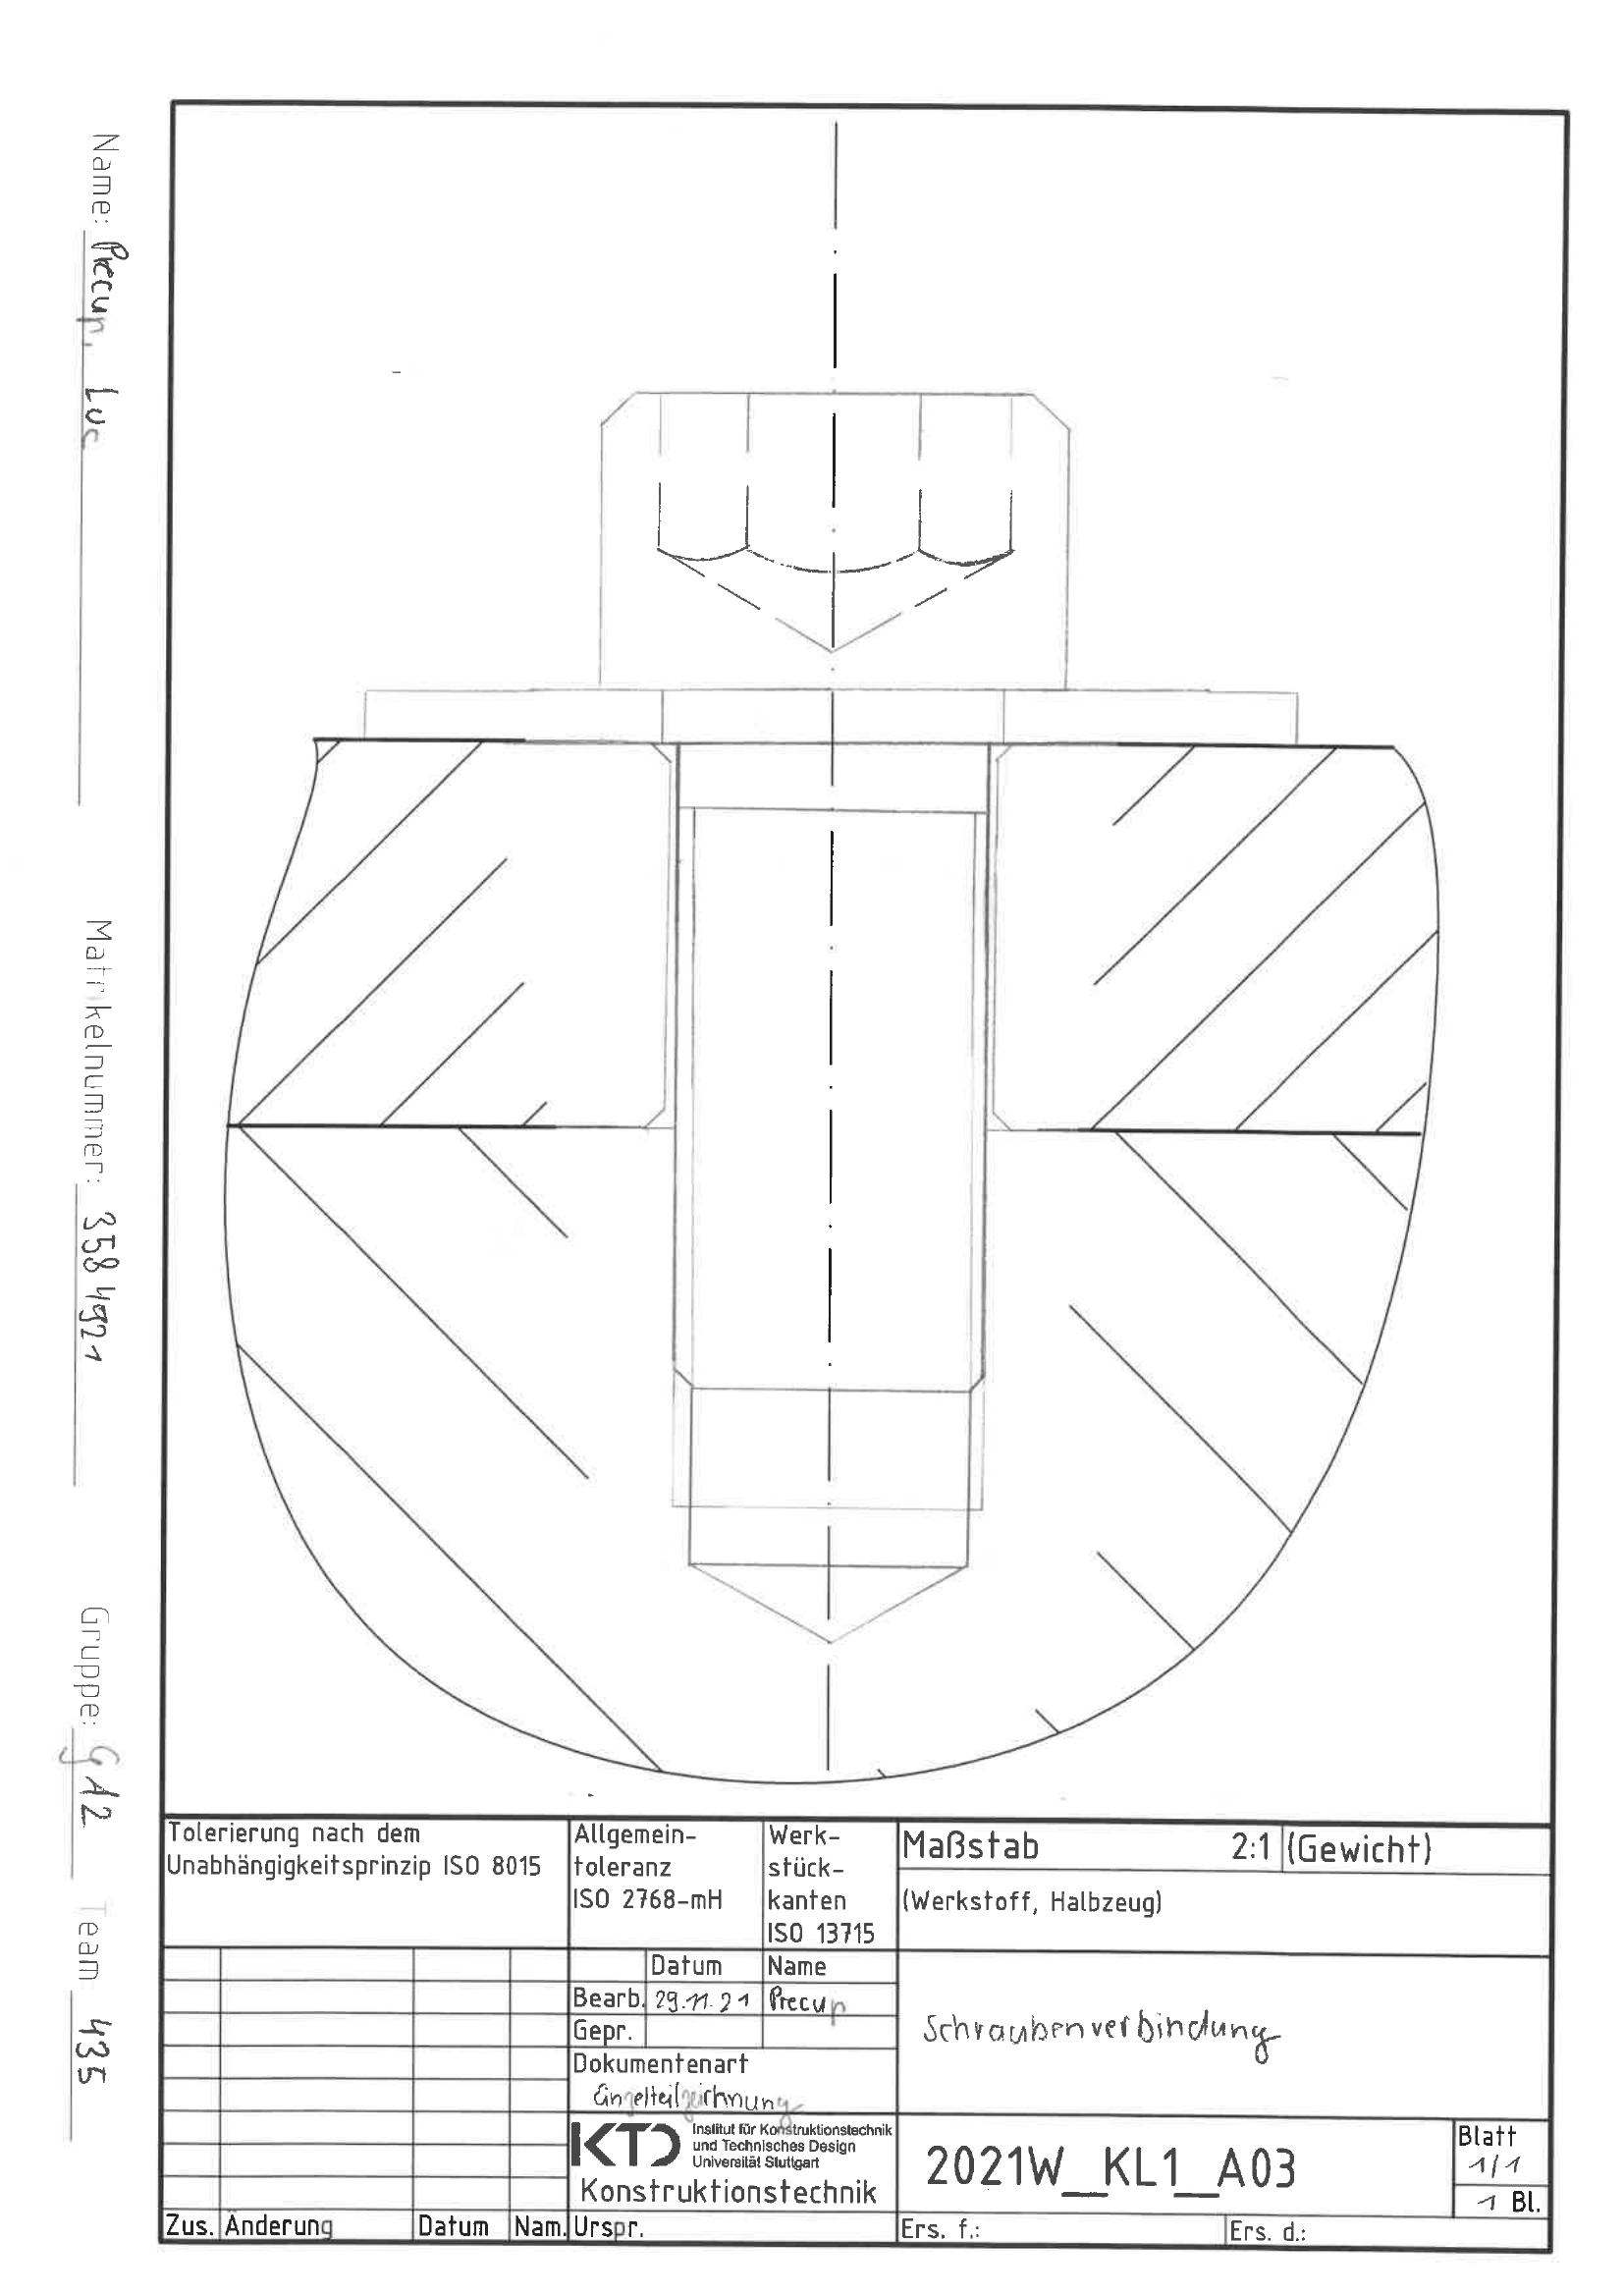 Name: Precup, Luc
Matrikelnummer: 3584921
Gruppe: GA2 Team 435
Tolerierung nach dem
Unabhängigkeitsprinzip ISO 8015
Allgemein-
toleranz
ISO 2768-mH
Werk-
stück-
kanten
ISO 13715
Maßstab 2:1 (Gewicht)
(Werkstoff, Halbzeug)
Datum Name
Bearb. 29.11.21 Precup
Gepr.
Dokumentenart
Einzelteilzeichnung
Schraubenverbindung
KTD Institut für Konstruktionstechnik
und Technisches Design
Universität Stuttgart
Konstruktionstechnik
2021W__KL1__A03
Blatt
1/1
1 Bl.
Zus. Änderung Datum Nam. Urspr. Ers. f.: Ers. d.: